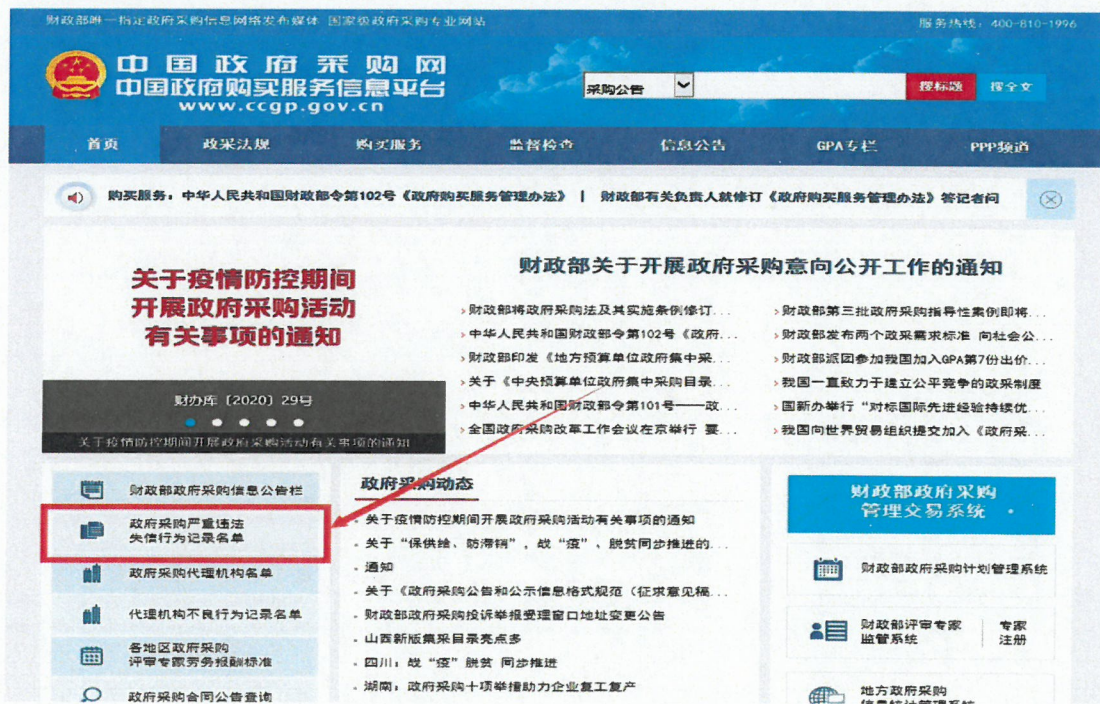 财政部唯一指定政府采购信息网络发布媒体 国家级政府采购专业网站
服务热线：400-810-1996
中国政府采购网
中国政府购买服务信息平台
www.ccgp.gov.cn
采购公告
搜标题 搜全文
首页 政采法规 购买服务 监督检查 信息公告 GPA专栏 PPP频道
购买服务：中华人民共和国财政部令第102号《政府购买服务管理办法》 | 财政部有关负责人就修订《政府购买服务管理办法》答记者问
关于疫情防控期间
开展政府采购活动
有关事项的通知
财办库〔2020〕29号
关于疫情防控期间开展政府采购活动有关事项的通知
财政部关于开展政府采购意向公开工作的通知
›财政部将政府采购法及其实施条例修订...
›中华人民共和国财政部令第102号《政府...
›财政部印发《地方预算单位政府集中采...
›关于《中央预算单位政府集中采购目录...
›中华人民共和国财政部令第101号——政...
›全国政府采购改革工作会议在京举行 要...
›财政部第三批政府采购指导性案例即将...
›财政部发布两个政采需求标准 向社会公...
›财政部派团参加我国加入GPA第7份出价...
›我国一直致力于建立公平竞争的政采制度
›国新办举行“对标国际先进经验持续优...
›我国向世界贸易组织提交加入《政府采...
财政部政府采购信息公告栏
政府采购严重违法
失信行为记录名单
政府采购代理机构名单
代理机构不良行为记录名单
各地区政府采购
评审专家劳务报酬标准
政府采购合同公告查询
政府采购动态
关于疫情防控期间开展政府采购活动有关事项的通知
关于“保供给、防滞销”，战“疫”、脱贫同步推进的...
通知
关于《政府采购公告和公示信息格式规范（征求意见稿...
财政部政府采购投诉举报受理窗口地址变更公告
山西新版集采目录亮点多
四川：战“疫”脱贫 同步推进
湖南：政府采购十项举措助力企业复工复产
财政部政府采购
管理交易系统
财政部政府采购计划管理系统
财政部评审专家
监管系统
专家
注册
地方政府采购
信息统计管理系统